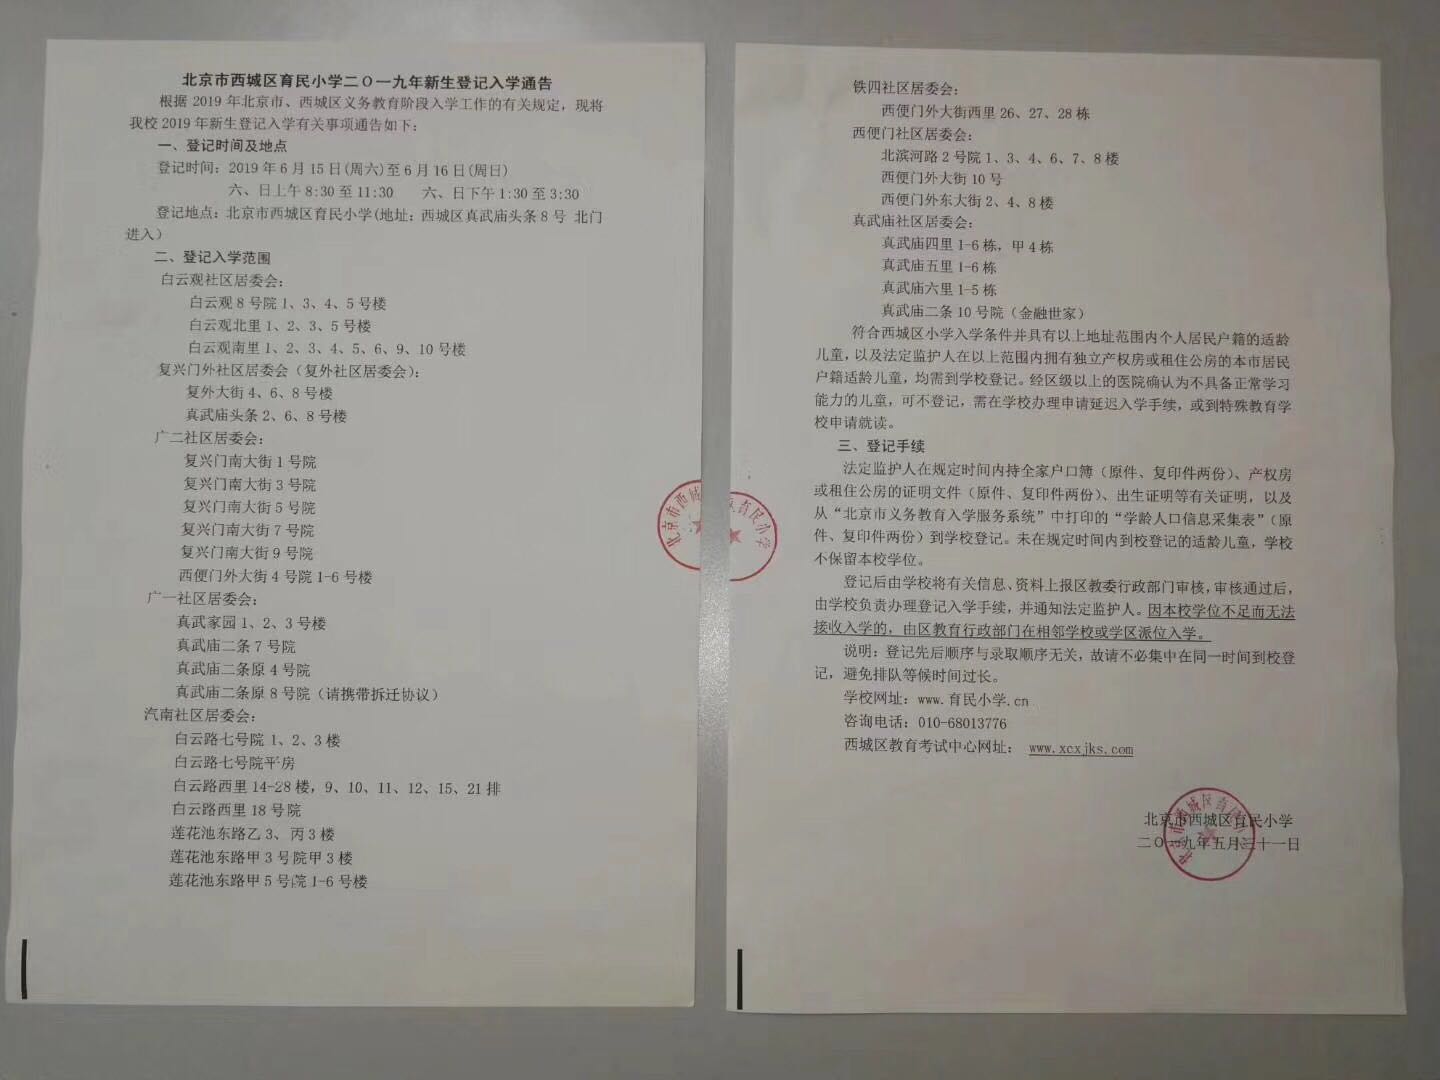 北京市西城区育民小学二〇一九年新生登记入学通告
根据 2019 年北京市、西城区义务教育阶段入学工作的有关规定，现将
我校 2019 年新生登记入学有关事项通告如下：
一、登记时间及地点
登记时间：2019 年 6 月 15 日(周六)至 6 月 16 日(周日)
六、日上午 8:30 至 11:30　六、日下午 1:30 至 3:30
登记地点：北京市西城区育民小学(地址：西城区真武庙头条 8 号 北门
进入）
二、登记入学范围
白云观社区居委会：
白云观 8 号院 1、3、4、5 号楼
白云观北里 1、2、3、5 号楼
白云观南里 1、2、3、4、5、6、9、10 号楼
复兴门外社区居委会（复外社区居委会）：
复外大街 4、6、8 号楼
真武庙头条 2、6、8 号楼
广二社区居委会：
复兴门南大街 1 号院
复兴门南大街 3 号院
复兴门南大街 5 号院
复兴门南大街 7 号院
复兴门南大街 9 号院
西便门外大街 4 号院 1-6 号楼
广一社区居委会：
真武家园 1、2、3 号楼
真武庙二条 7 号院
真武庙二条原 4 号院
真武庙二条原 8 号院（请携带拆迁协议）
汽南社区居委会：
白云路七号院 1、2、3 楼
白云路七号院平房
白云路西里 14-28 楼，9、10、11、12、15、21 排
白云路西里 18 号院
莲花池东路乙 3、丙 3 楼
莲花池东路甲 3 号院甲 3 楼
莲花池东路甲 5 号院 1-6 号楼
北京市西城区育民小学
铁四社区居委会：
西便门外大街西里 26、27、28 栋
西便门社区居委会：
北滨河路 2 号院 1、3、4、6、7、8 楼
西便门外大街 10 号
西便门外东大街 2、4、8 楼
真武庙社区居委会：
真武庙四里 1-6 栋，甲 4 栋
真武庙五里 1-6 栋
真武庙六里 1-5 栋
真武庙二条 10 号院（金融世家）
符合西城区小学入学条件并具有以上地址范围内个人居民户籍的适龄
儿童，以及法定监护人在以上范围内拥有独立产权房或租住公房的本市居民
户籍适龄儿童，均需到学校登记。经区级以上的医院确认为不具备正常学习
能力的儿童，可不登记，需在学校办理申请延迟入学手续，或到特殊教育学
校申请就读。
三、登记手续
法定监护人在规定时间内持全家户口簿（原件、复印件两份）、产权房
或租住公房的证明文件（原件、复印件两份）、出生证明等有关证明，以及
从“北京市义务教育入学服务系统”中打印的“学龄人口信息采集表”（原
件、复印件两份）到学校登记。未在规定时间内到校登记的适龄儿童，学校
不保留本校学位。
登记后由学校将有关信息、资料上报区教委行政部门审核，审核通过后，
由学校负责办理登记入学手续，并通知法定监护人。因本校学位不足而无法
接收入学的，由区教育行政部门在相邻学校或学区派位入学。
说明：登记先后顺序与录取顺序无关，故请不必集中在同一时间到校登
记，避免排队等候时间过长。
学校网址：www.育民小学.cn
咨询电话：010-68013776
西城区教育考试中心网址： www.xcxjks.com
北京市西城区育民小学
二〇一九年五月三十一日